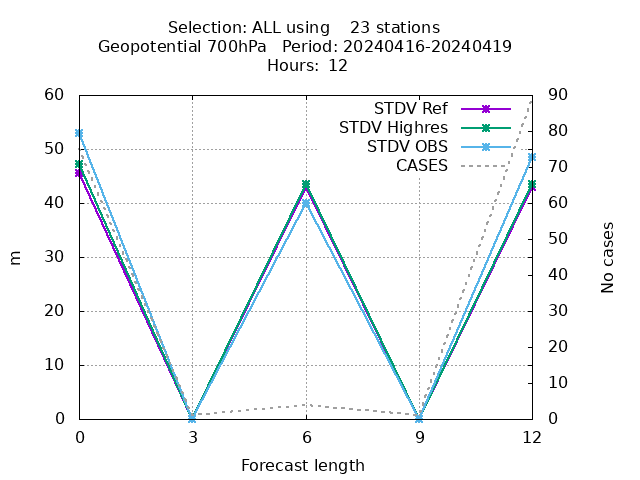 Selection: ALL using 23 stations
Geopotential 700hPa Period: 20240416-20240419
Hours: 12
STDV Ref
STDV Highres
STDV OBS
CASES
60
50
40
30
20
10
0
m
90
80
70
60
50
40
30
20
10
0
No cases
0 3 6 9 12
Forecast length